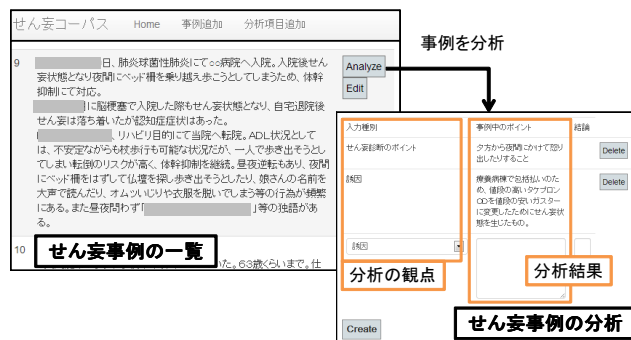 せん妄コーパス Home 事例追加 分析項目追加
事例を分析
9
日、肺炎球菌性肺炎にて○○病院へ入院。入院後せん
妄状態となり夜間にベッド柵を乗り越え歩こうとしてしまうため、体幹
抑制にて対応。
に脳梗塞で入院した際もせん妄状態となり、自宅退院後
せん妄は落ち着いたが認知症症状はあった。
、リハビリ目的にて当院へ転院。ADL状況として
は、不安定ながらも杖歩行も可能な状況だが、一人で歩き出そうとし
てしまい転倒のリスクが高く、体幹抑制を継続。昼夜逆転もあり、夜間
にベッド柵をはずして仏壇を探し歩き出そうとしたり、娘さんの名前を
大声で読んだり、オムツいじりや衣服を脱いでしまう等の行為が頻繁
にある。また昼夜問わず「 」等の独語があ
る。
Analyze
Edit
10
いた。63歳くらいまで。仕
せん妄事例の一覧
入力種別 事例中のポイント 結論
せん妄診断のポイント
夕方から夜間にかけて怒り
出したりすること
Delete
誘因
療養病棟で包括払いのた
め、値段の高いタケプロン
ODを値段の安いガスター
に変更したためにせん妄状
態を生じたもの。
Delete
誘因
分析の観点
分析結果
Create
せん妄事例の分析